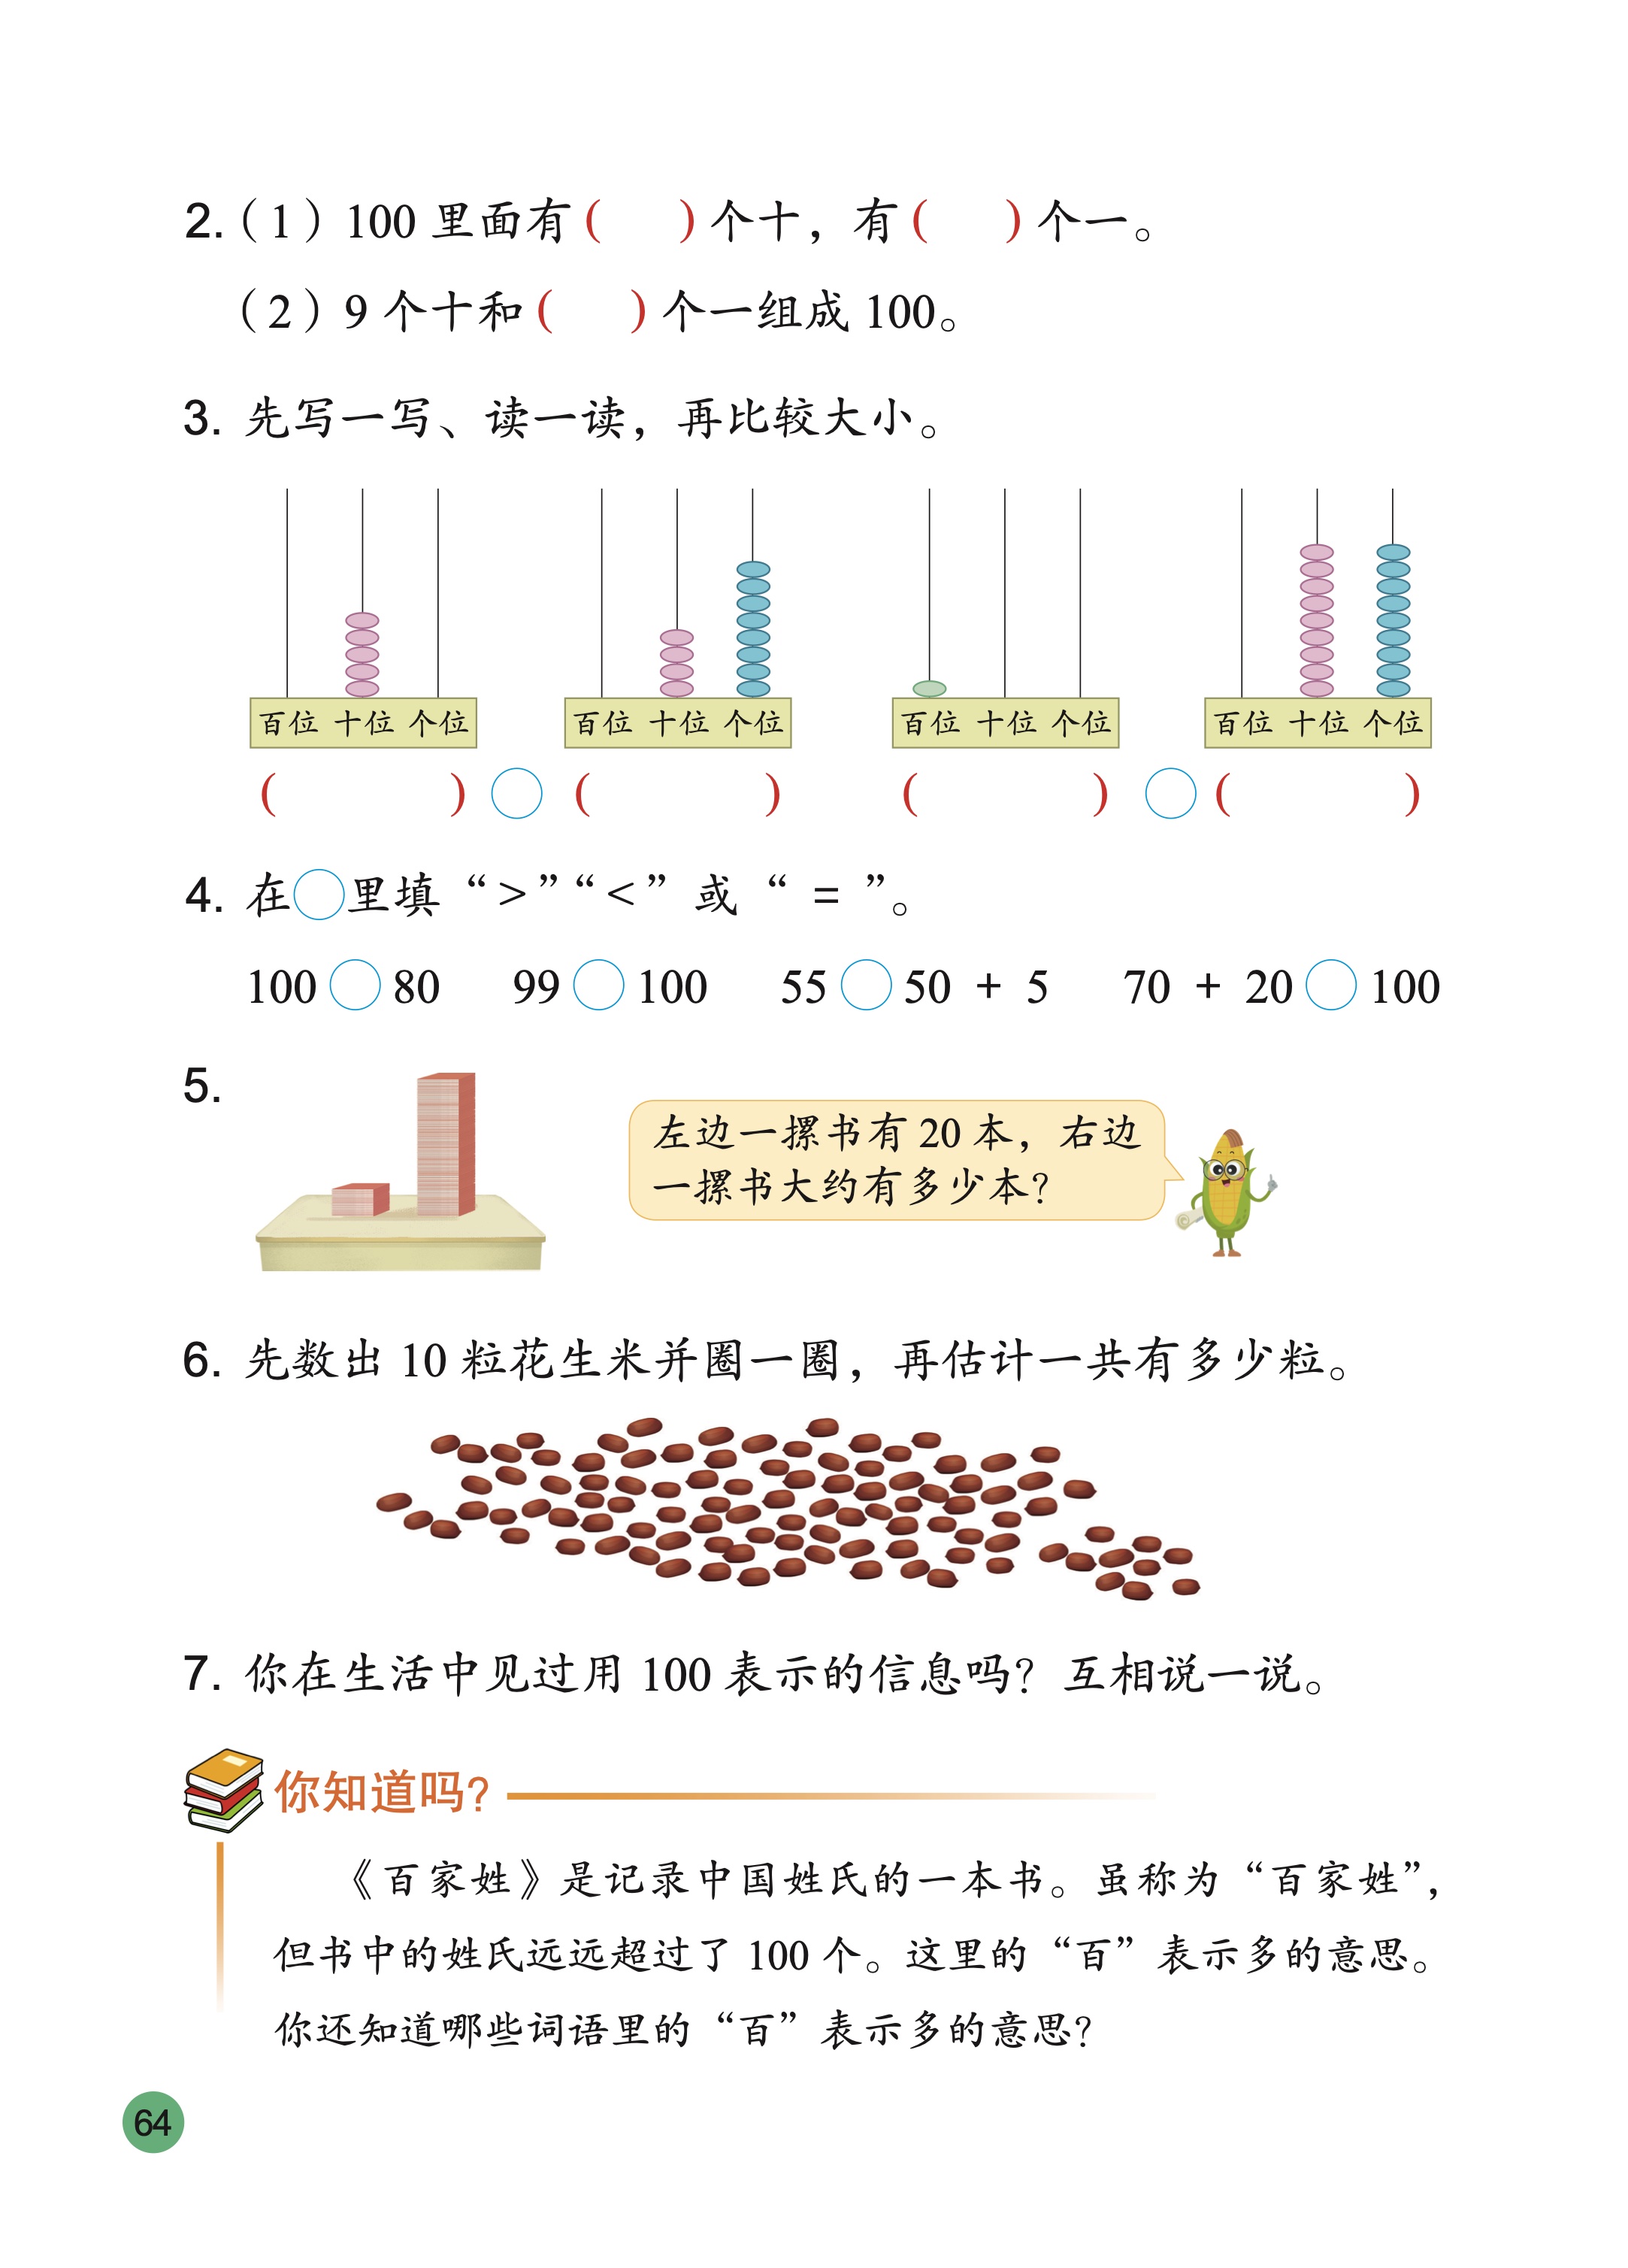 2.（1）100 里面有（　）个十，有（　）个一。
（2）9 个十和（　）个一组成 100。
3. 先写一写、读一读，再比较大小。
百位 十位 个位 百位 十位 个位 百位 十位 个位 百位 十位 个位
（　）○（　） （　）○（　）
4. 在○里填“＞”“＜”或“＝”。
100○80 99○100 55○50 + 5 70 + 20○100
5.
左边一摞书有 20 本，右边
一摞书大约有多少本？
6. 先数出 10 粒花生米并圈一圈，再估计一共有多少粒。
7. 你在生活中见过用 100 表示的信息吗？互相说一说。
你知道吗？
《百家姓》是记录中国姓氏的一本书。虽称为“百家姓”，
但书中的姓氏远远超过了 100 个。这里的“百”表示多的意思。
你还知道哪些词语里的“百”表示多的意思？
64